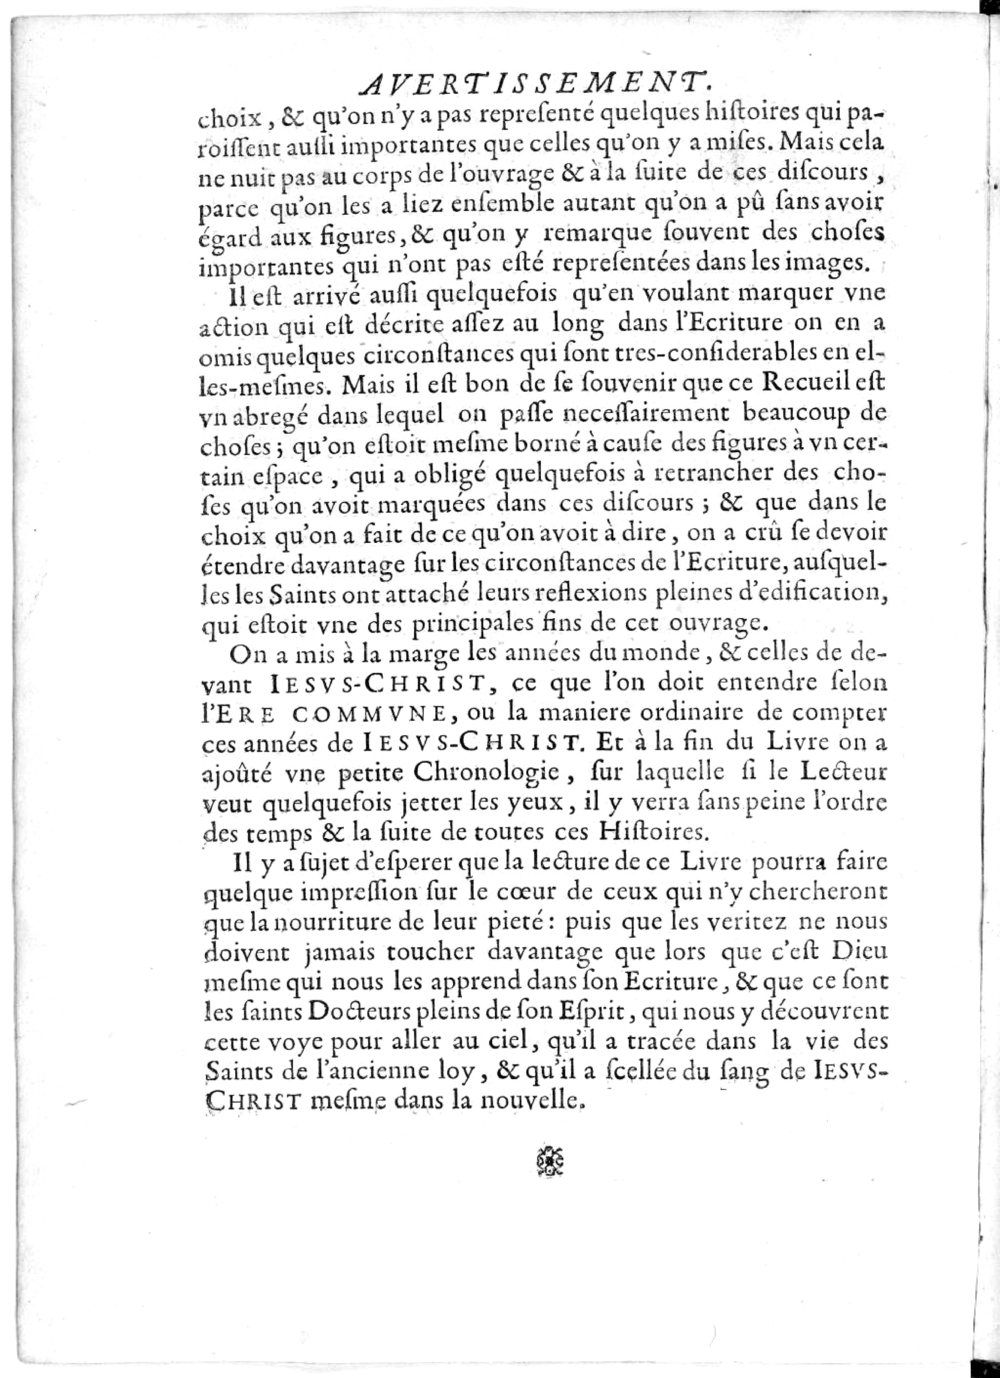 AVERTISSEMENT.
choix, & qu'on n'y a pas repreſenté quelques hiſtoires qui pa-
roiſſent auſſi importantes que celles qu'on y a miſes. Mais cela
ne nuit pas au corps de l'ouvrage & à la ſuite de ces diſcours,
parce qu'on les a liez enſemble autant qu'on a pû ſans avoir
égard aux figures, & qu'on y remarque ſouvent des choſes
importantes qui n'ont pas eſté repreſentées dans les images.
Il eſt arrivé auſſi quelquefois qu'en voulant marquer vne
action qui eſt décrite aſſez au long dans l'Ecriture on en a
omis quelques circonſtances qui ſont tres-conſiderables en el-
les-meſmes. Mais il eſt bon de ſe ſouvenir que ce Recueil eſt
vn abregé dans lequel on paſſe neceſſairement beaucoup de
choſes; qu'on eſtoit meſme borné à cauſe des figures à vn cer-
tain eſpace, qui a obligé quelquefois à retrancher des cho-
ſes qu'on avoit marquées dans ces diſcours; & que dans le
choix qu'on a fait de ce qu'on avoit à dire, on a crû ſe devoir
étendre davantage ſur les circonſtances de l'Ecriture, auſquel-
les les Saints ont attaché leurs reflexions pleines d'edification,
qui eſtoit vne des principales fins de cet ouvrage.
On a mis à la marge les années du monde, & celles de de-
vant IESVS-CHRIST, ce que l'on doit entendre ſelon
l'ERE COMMVNE, ou la maniere ordinaire de compter
ces années de IESVS-CHRIST. Et à la fin du Livre on a
ajoûté vne petite Chronologie, ſur laquelle ſi le Lecteur
veut quelquefois jetter les yeux, il y verra ſans peine l'ordre
des temps & la ſuite de toutes ces Hiſtoires.
Il y a ſujet d'eſperer que la lecture de ce Livre pourra faire
quelque impreſſion ſur le cœur de ceux qui n'y chercheront
que la nourriture de leur pieté: puis que les veritez ne nous
doivent jamais toucher davantage que lors que c'eſt Dieu
meſme qui nous les apprend dans ſon Ecriture, & que ce ſont
les ſaints Docteurs pleins de ſon Eſprit, qui nous y découvrent
cette voye pour aller au ciel, qu'il a tracée dans la vie des
Saints de l'ancienne loy, & qu'il a ſcellée du ſang de IESVS-
CHRIST meſme dans la nouvelle.